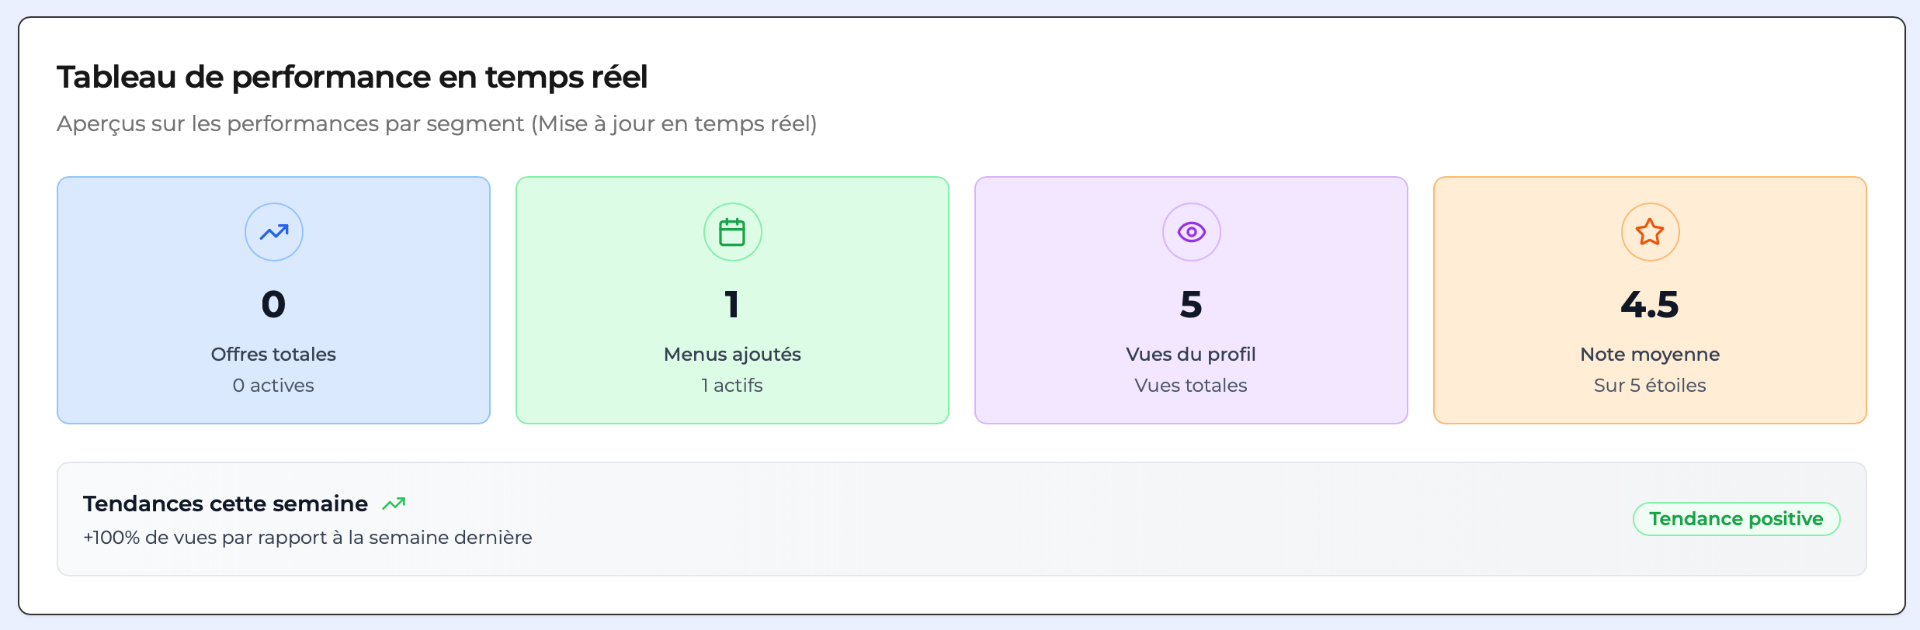 Tableau de performance en temps réel
Aperçus sur les performances par segment (Mise à jour en temps réel)
0
Offres totales
0 actives
1
Menus ajoutés
1 actifs
5
Vues du profil
Vues totales
4.5
Note moyenne
Sur 5 étoiles
Tendances cette semaine
+100% de vues par rapport à la semaine dernière
Tendance positive